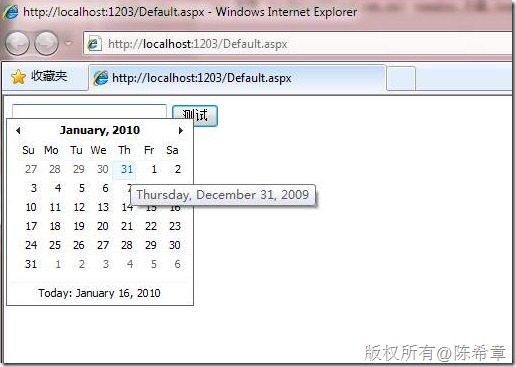 http://localhost:1203/Default.aspx - Windows Internet Explorer
http://localhost:1203/Default.aspx
收藏夹 http://localhost:1203/Default.aspx
测试
January, 2010
Su Mo Tu We Th Fr Sa
27 28 29 30 31 1 2
3 4 5 6 7
Thursday, December 31, 2009
10 11 12 13 14 15 16
17 18 19 20 21 22 23
24 25 26 27 28 29 30
31 1 2 3 4 5 6
Today: January 16, 2010
版权所有@陈希章